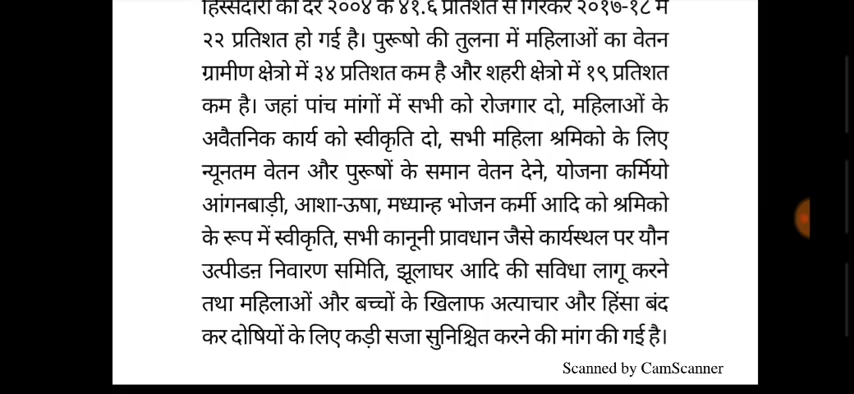 हिस्सेदारी की दर २००४ के ४१.६ प्रतिशत से गिरकर २०१७-१८ में
२२ प्रतिशत हो गई है। पुरूषो की तुलना में महिलाओं का वेतन
ग्रामीण क्षेत्रो में ३४ प्रतिशत कम है और शहरी क्षेत्रो में १९ प्रतिशत
कम है। जहां पांच मांगों में सभी को रोजगार दो, महिलाओं के
अवैतनिक कार्य को स्वीकृति दो, सभी महिला श्रमिको के लिए
न्यूनतम वेतन और पुरूषों के समान वेतन देने, योजना कर्मियो
आंगनबाड़ी, आशा-ऊषा, मध्यान्ह भोजन कर्मी आदि को श्रमिको
के रूप में स्वीकृति, सभी कानूनी प्रावधान जैसे कार्यस्थल पर यौन
उत्पीडऩ निवारण समिति, झूलाघर आदि की सविधा लागू करने
तथा महिलाओं और बच्चों के खिलाफ अत्याचार और हिंसा बंद
कर दोषियों के लिए कड़ी सजा सुनिश्चित करने की मांग की गई है।
Scanned by CamScanner